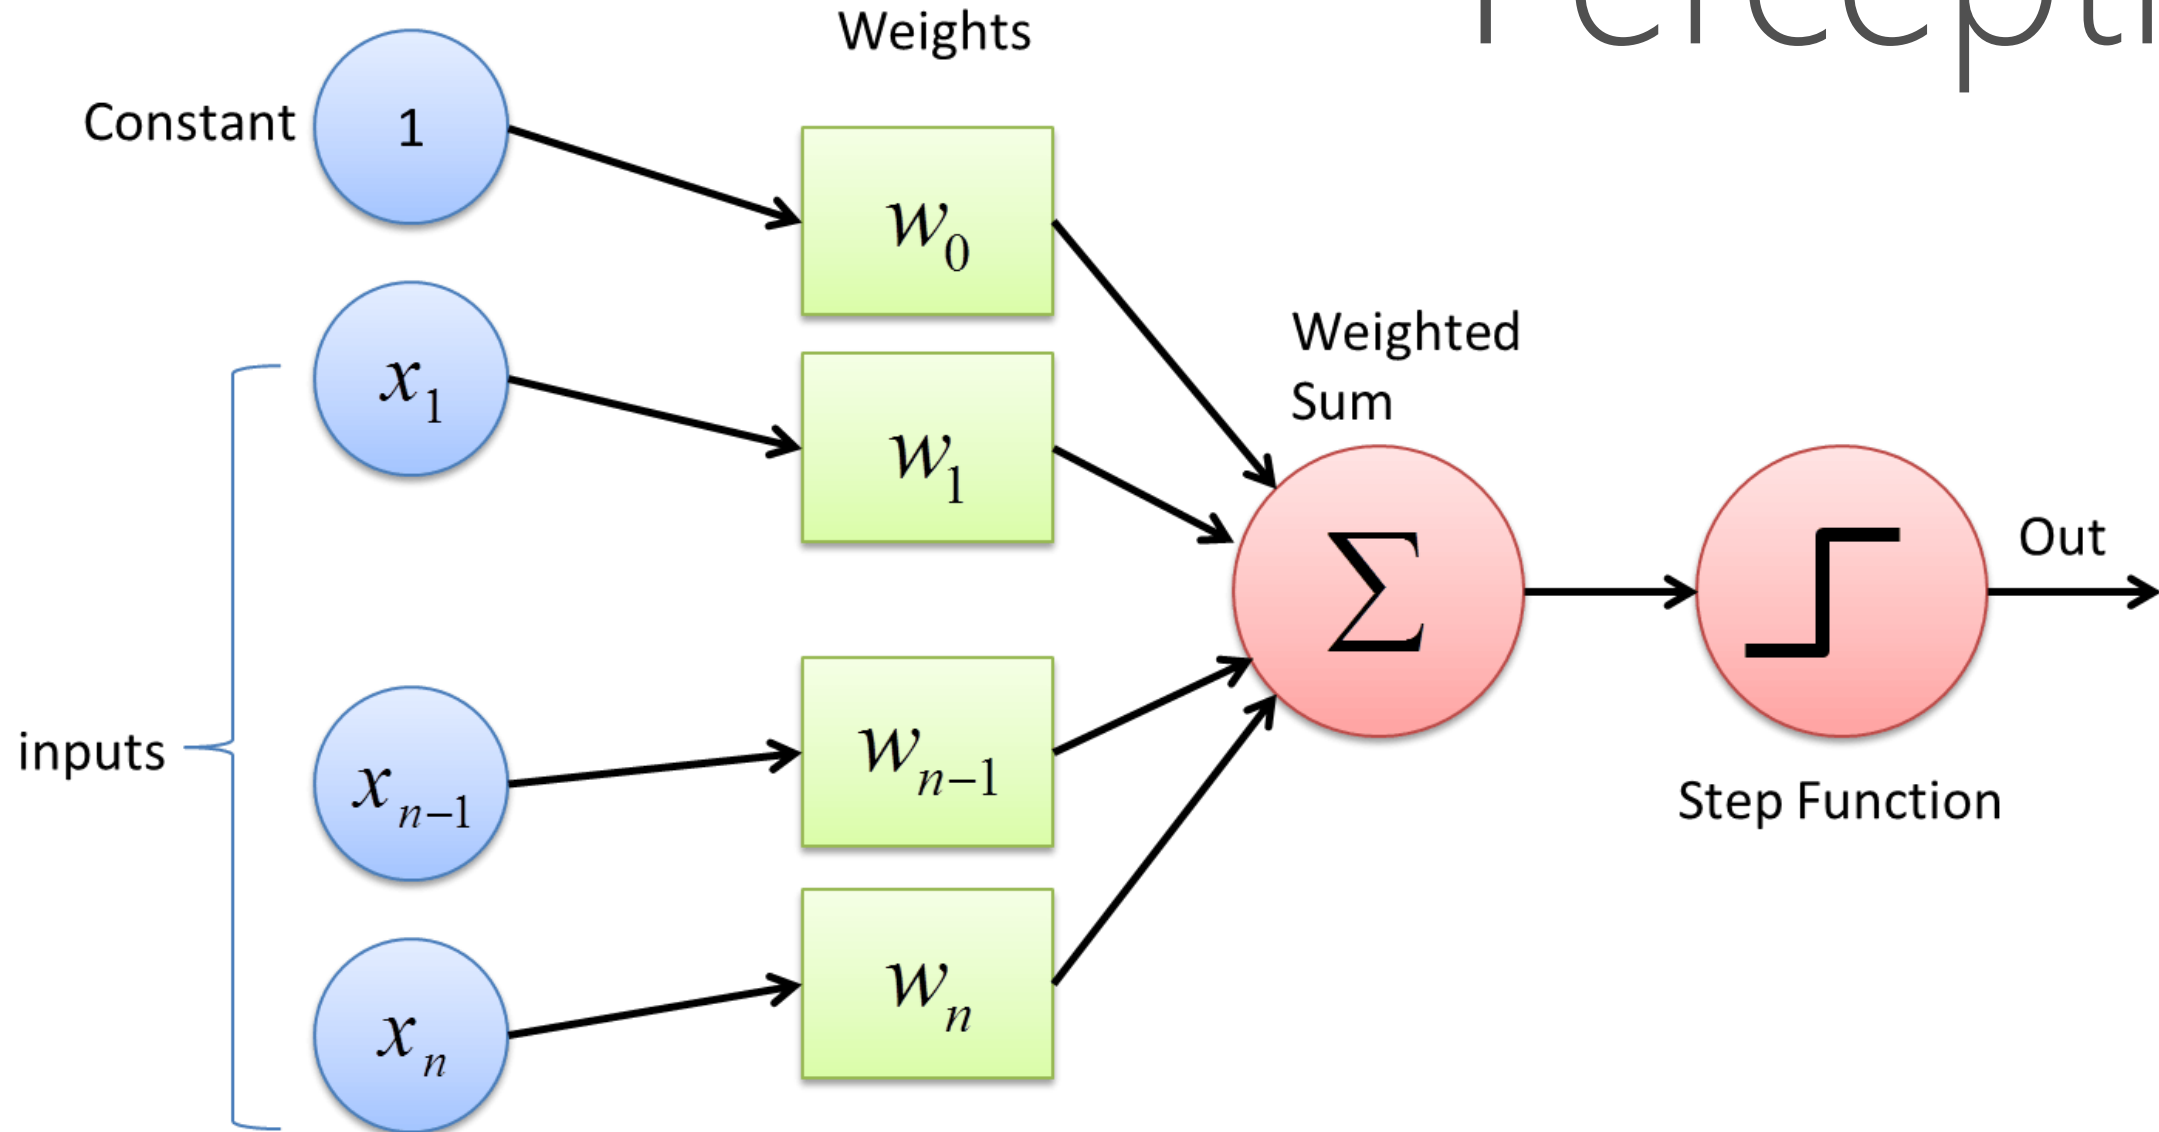 Weights
Constant
1
w₀
x₁
w₁
Weighted
Sum
Σ
Out
inputs
xₙ₋₁
wₙ₋₁
Step Function
xₙ
wₙ